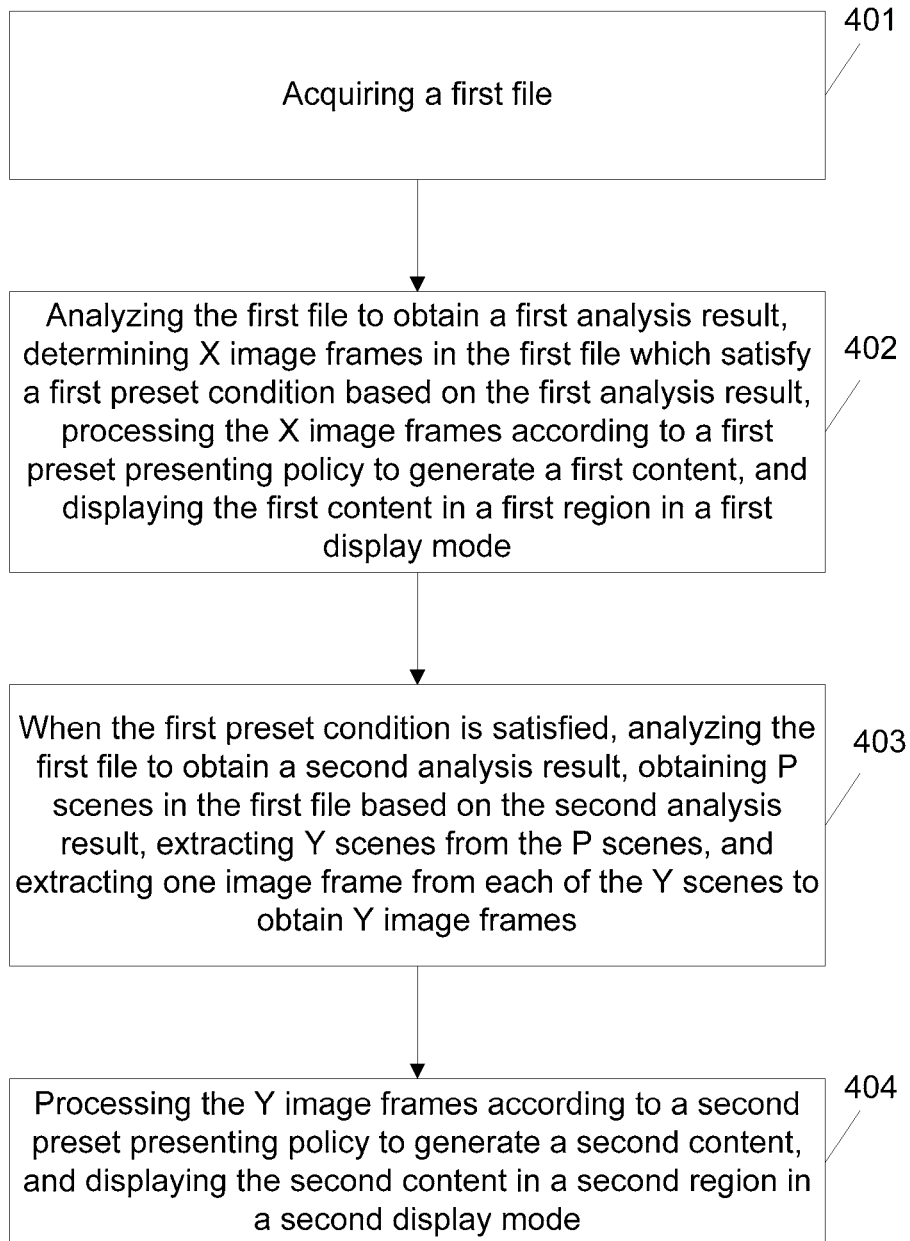 401
Acquiring a first file
Analyzing the first file to obtain a first analysis result,
determining X image frames in the first file which satisfy
a first preset condition based on the first analysis result,
processing the X image frames according to a first
preset presenting policy to generate a first content, and
displaying the first content in a first region in a first
display mode
402
When the first preset condition is satisfied, analyzing the
first file to obtain a second analysis result, obtaining P
scenes in the first file based on the second analysis
result, extracting Y scenes from the P scenes, and
extracting one image frame from each of the Y scenes to
obtain Y image frames
403
Processing the Y image frames according to a second
preset presenting policy to generate a second content,
and displaying the second content in a second region in
a second display mode
404